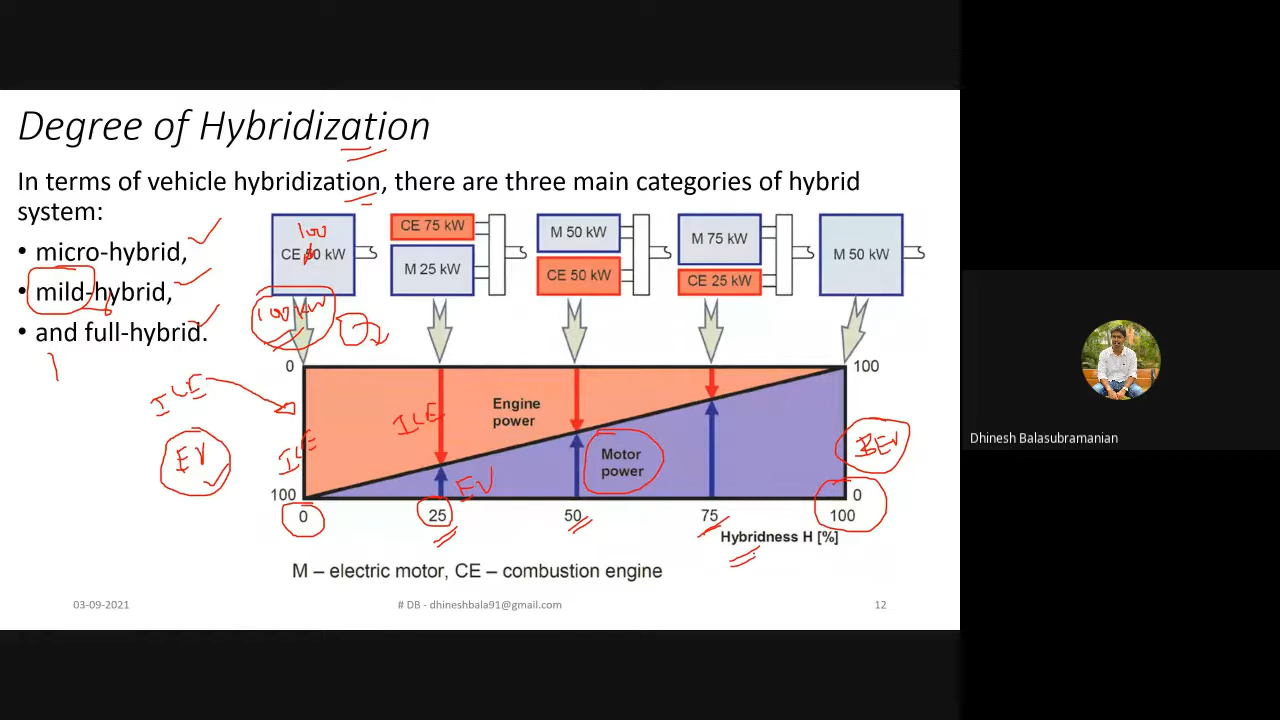 Degree of Hybridization
In terms of vehicle hybridization, there are three main categories of hybrid
system:
• micro-hybrid,
• mild-hybrid,
• and full-hybrid.
100
CE 50 kW
CE 75 kW
M 25 kW
M 50 kW
CE 50 kW
M 75 kW
CE 25 kW
M 50 kW
100 kW
0
100
ICE
EV
ICE
ICE
Engine
power
EV
Motor
power
BEV
100
0
0
25
50
75
100
Hybridness H [%]
M – electric motor, CE – combustion engine
03-09-2021
# DB - dhineshbala91@gmail.com
12
Dhinesh Balasubramanian